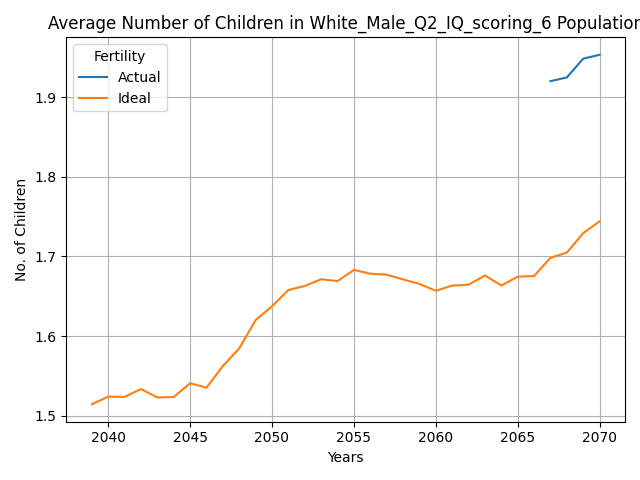 Average Number of Children in White_Male_Q2_IQ_scoring_6 Population
Fertility
Actual
Ideal
1.9
1.8
1.7
1.6
1.5
No. of Children
2040 2045 2050 2055 2060 2065 2070
Years